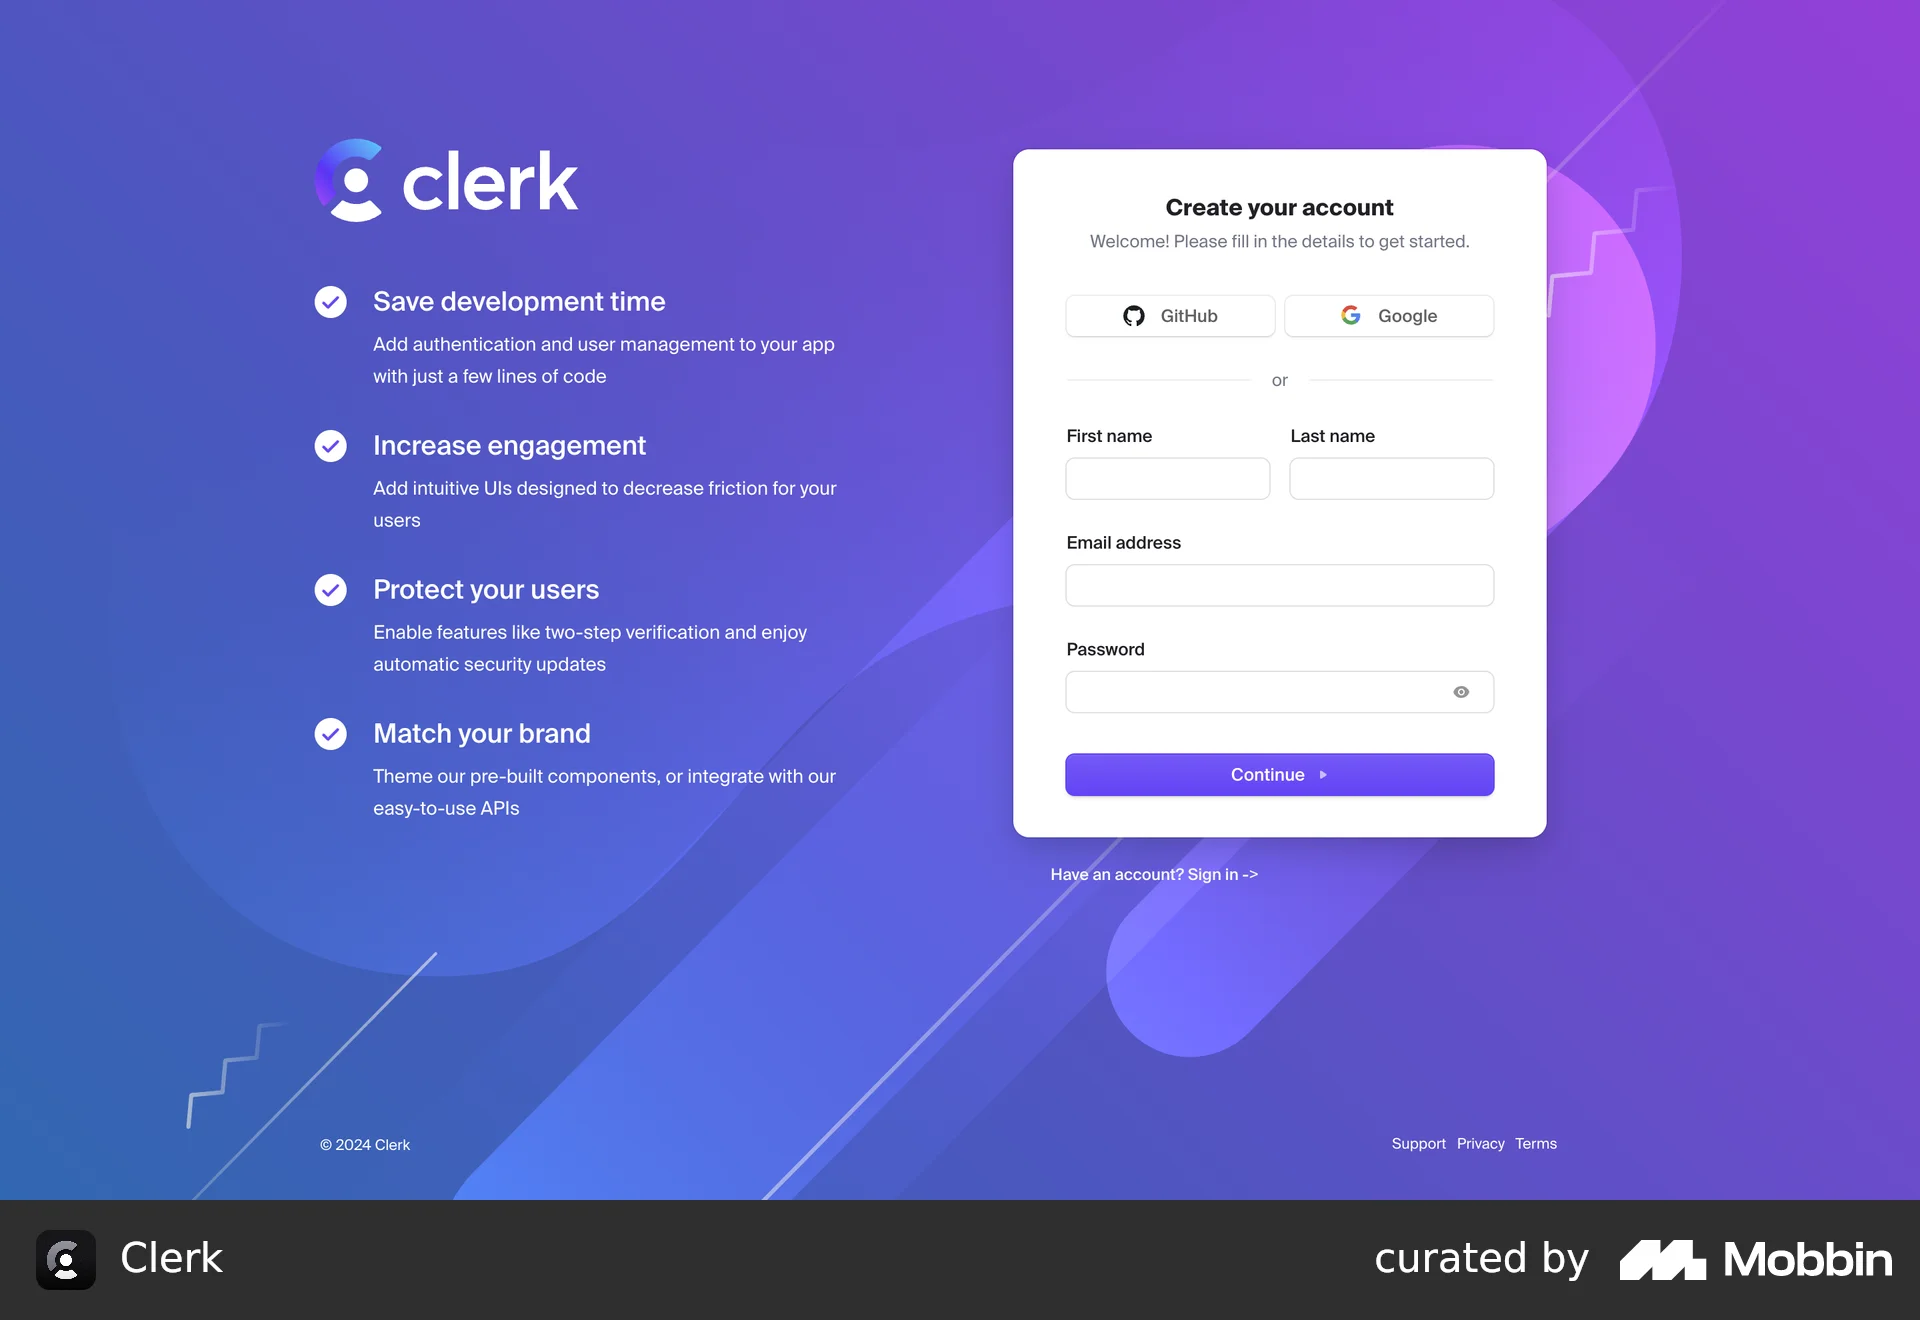 clerk
Save development time
Add authentication and user management to your app
with just a few lines of code
Increase engagement
Add intuitive UIs designed to decrease friction for your
users
Protect your users
Enable features like two-step verification and enjoy
automatic security updates
Match your brand
Theme our pre-built components, or integrate with our
easy-to-use APIs
Create your account
Welcome! Please fill in the details to get started.
GitHub Google
or
First name Last name
Email address
Password
Continue
Have an account? Sign in ->
© 2024 Clerk
Support Privacy Terms
Clerk
curated by Mobbin